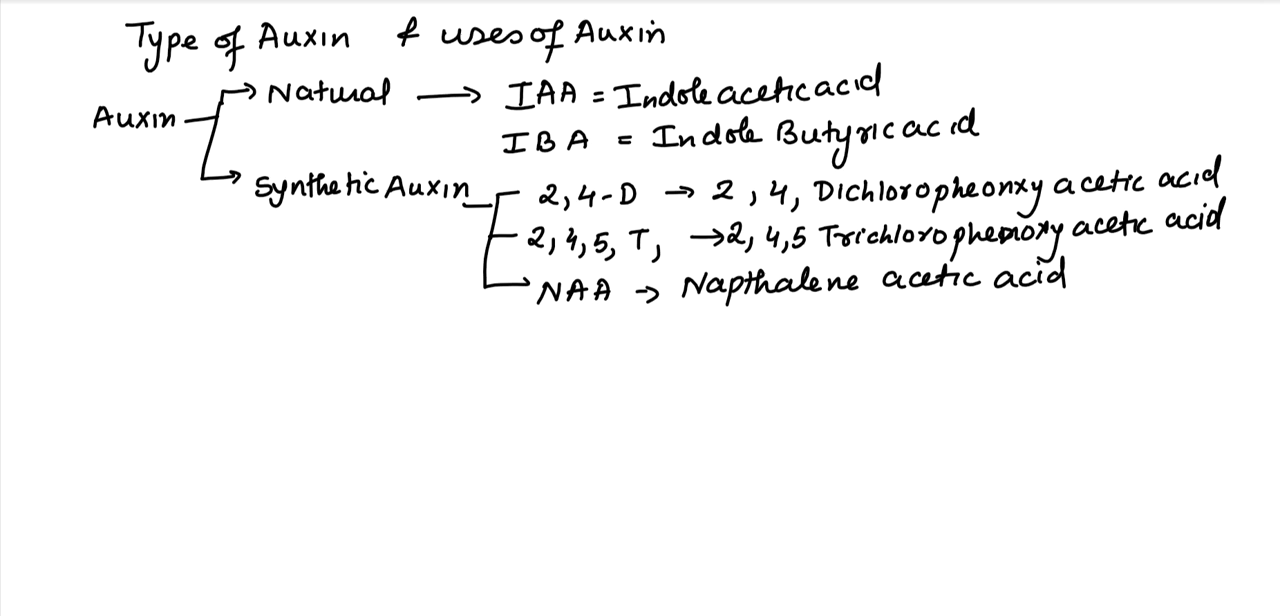 Type of Auxin & uses of Auxin
Auxin → Natural → IAA = Indole acetic acid
IBA = Indole Butyric acid
→ Synthetic Auxin 2,4-D → 2, 4, Dichloropheonxy acetic acid
2,4,5, T, → 2, 4,5 Trichlorophenoxy acetic acid
NAA → Napthalene acetic acid